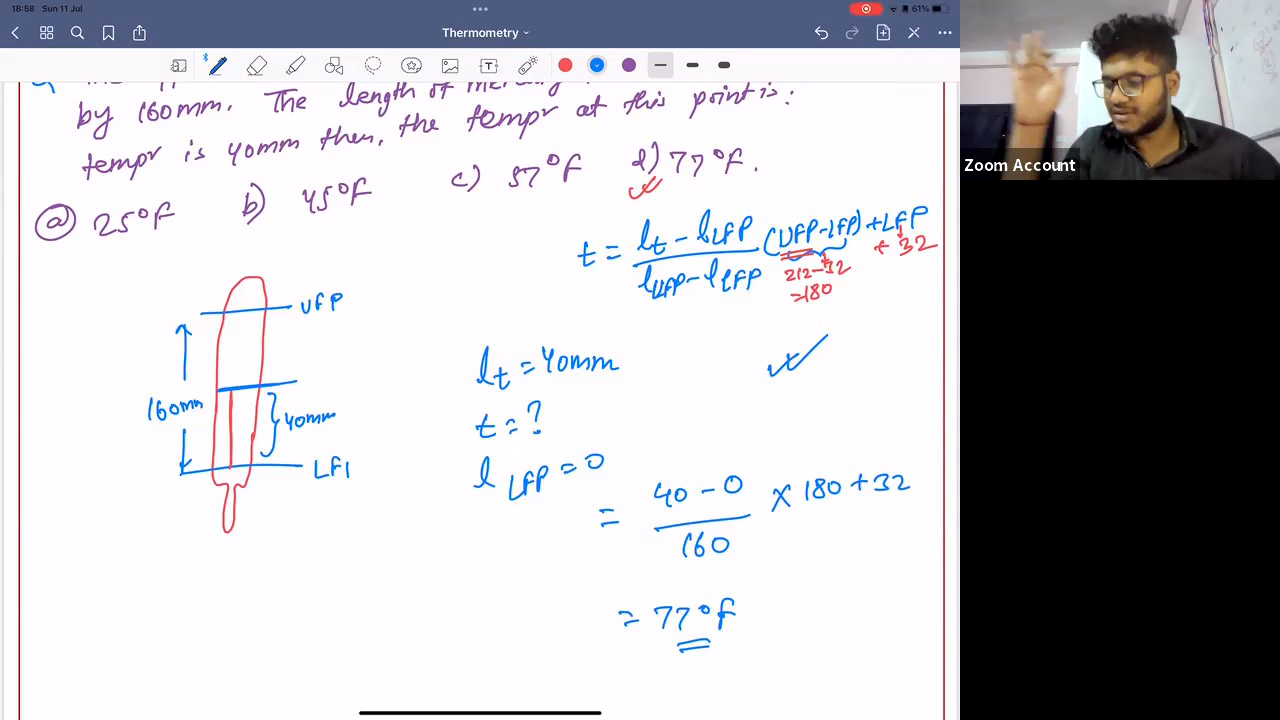 18:58 Sun 11 Jul
61%
Thermometry
by 160mm. The length of
tempr is 40mm then, the tempr at this point is:
a) 25°F b) 45°F c) 57°F d) 77°F.
t = lt - lLFP / lUFP - lLFP (UFP - LFP) + LFP
212 - 32 + 32
= 180
UFP
160mm
40mm
LFP
lt = 40mm
t = ?
l LFP = 0
= 40 - 0 / 160 × 180 + 32
= 77°F
Zoom Account